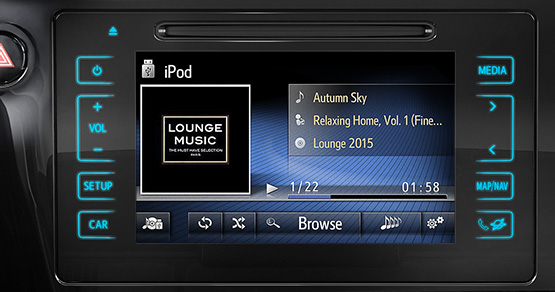 iPod
MEDIA
LOUNGE
MUSIC
THE MUST HAVE SELECTION
Autumn Sky
Relaxing Home, Vol. 1 (Fine...
Lounge 2015
+
VOL
−
SETUP
1/22
01:58
MAP/NAV
CAR
Browse